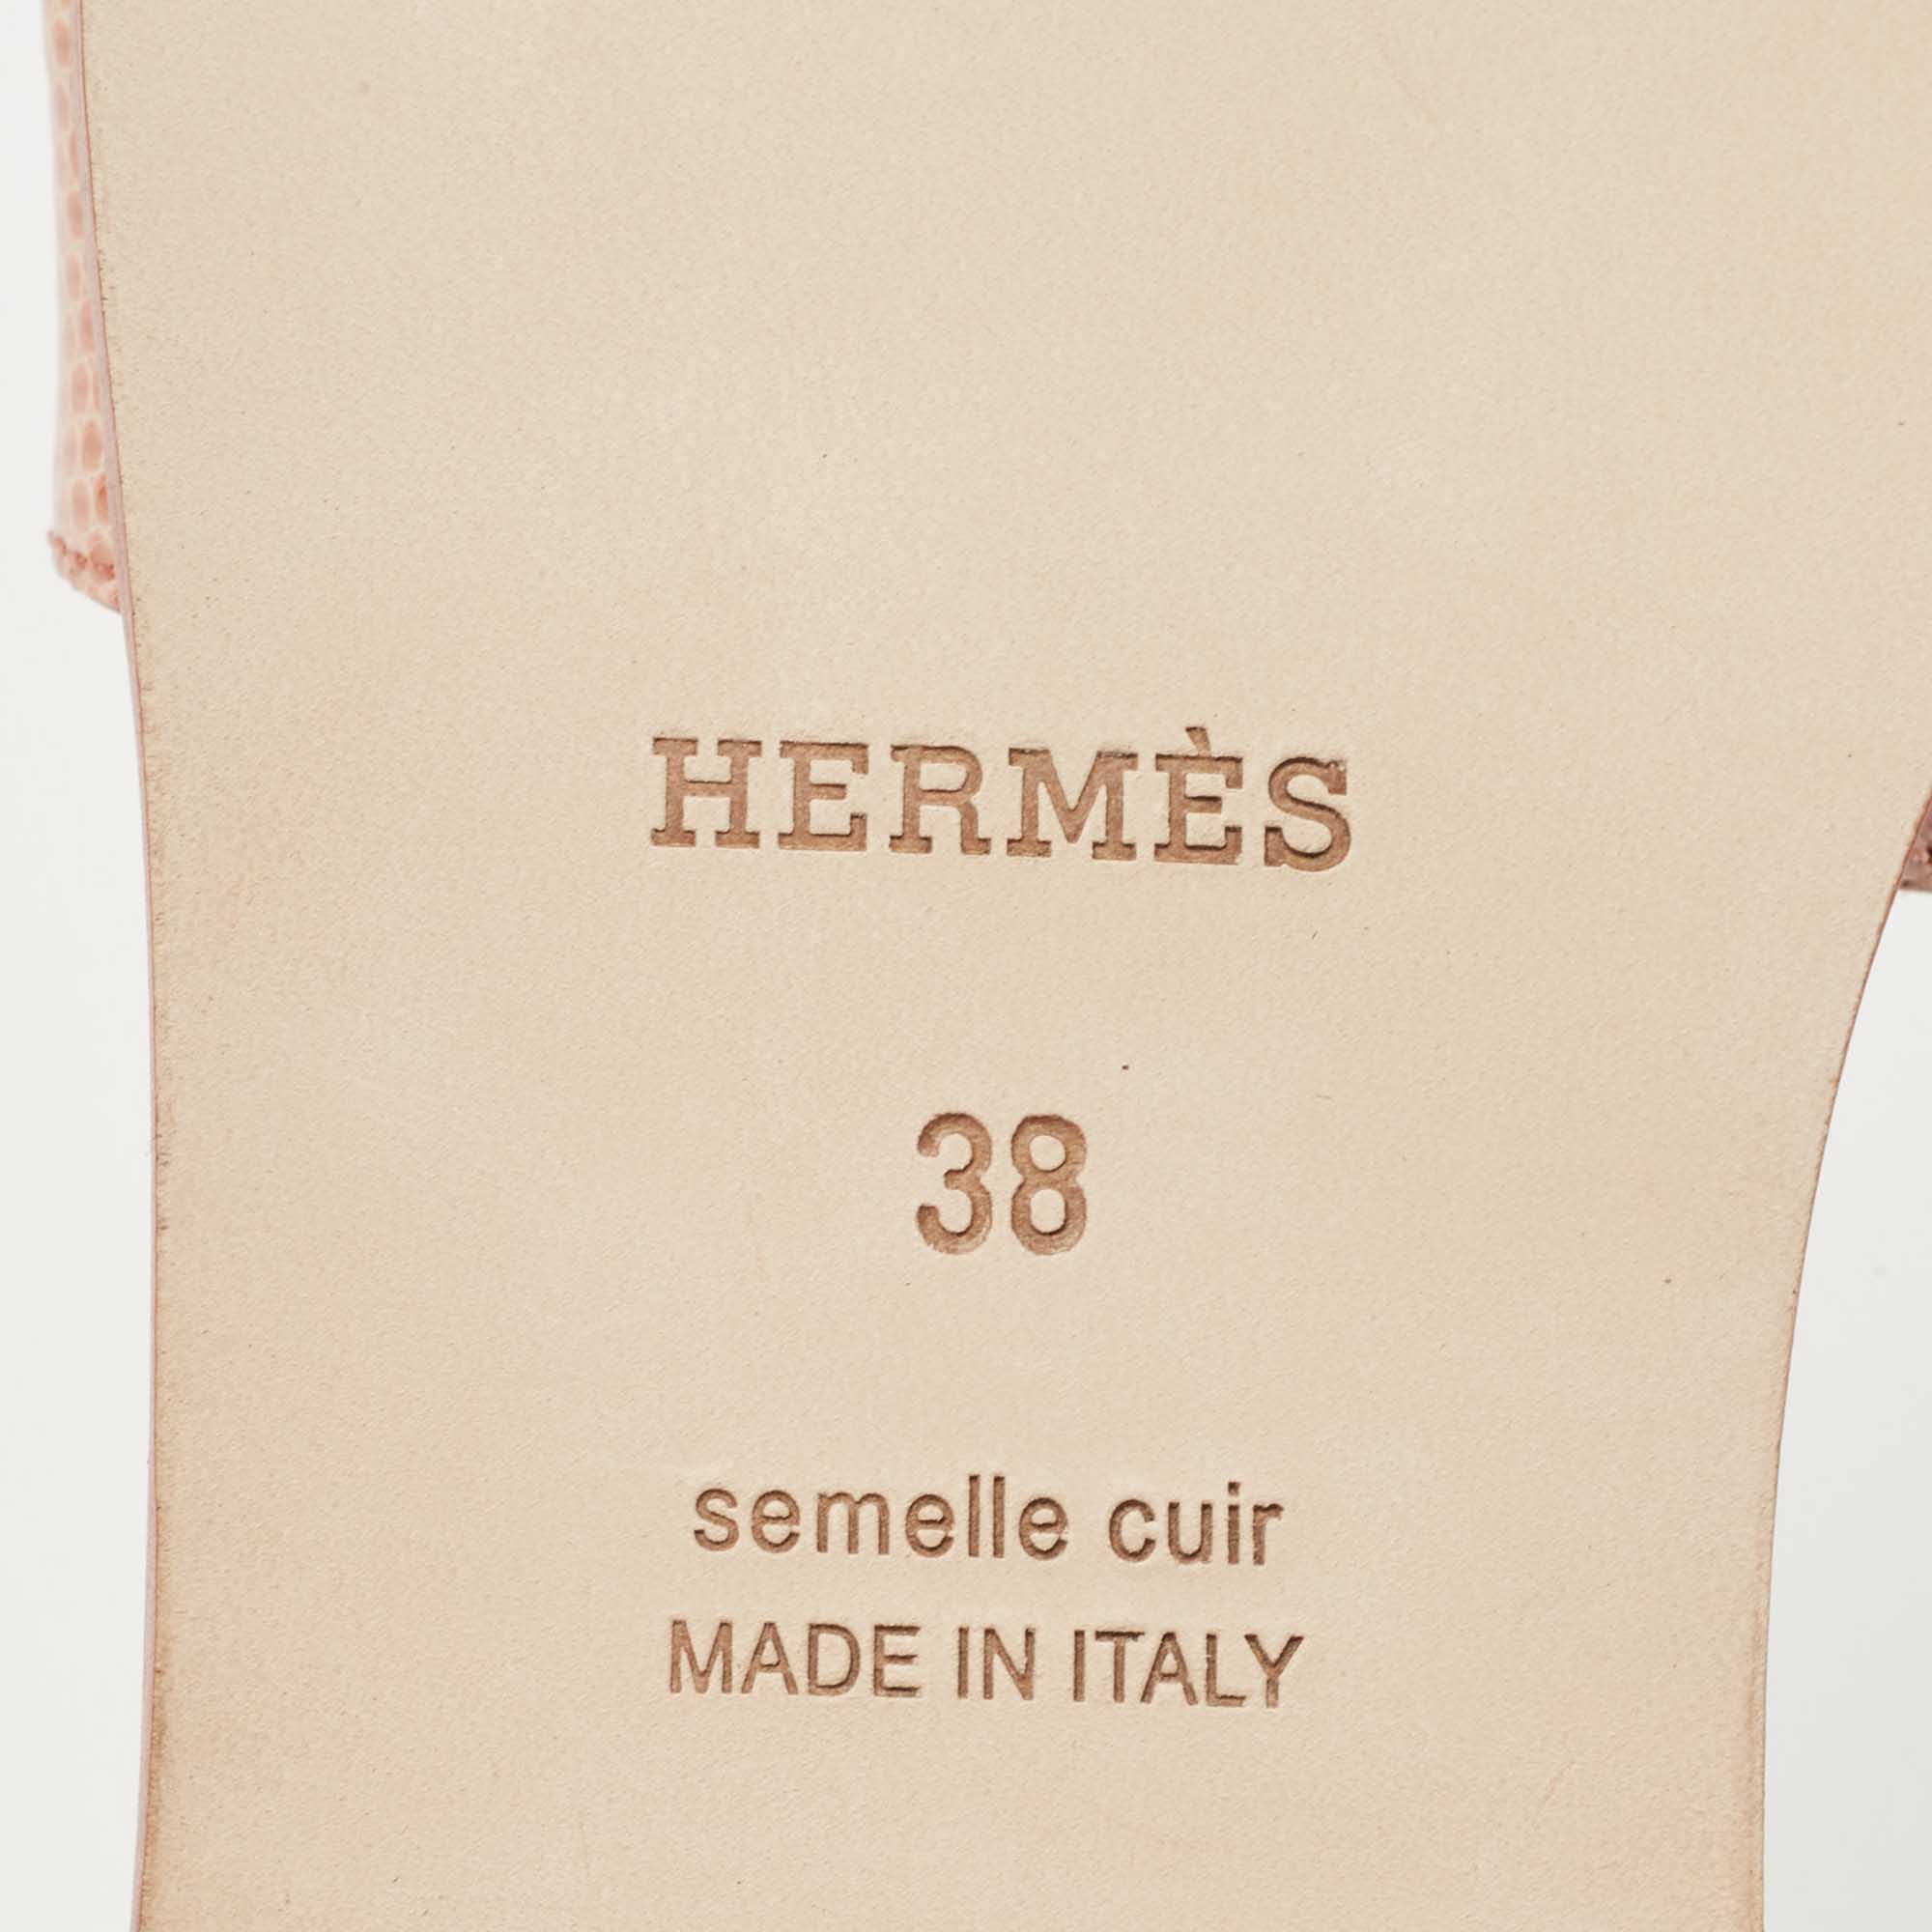 HERMÈS
38
semelle cuir
MADE IN ITALY